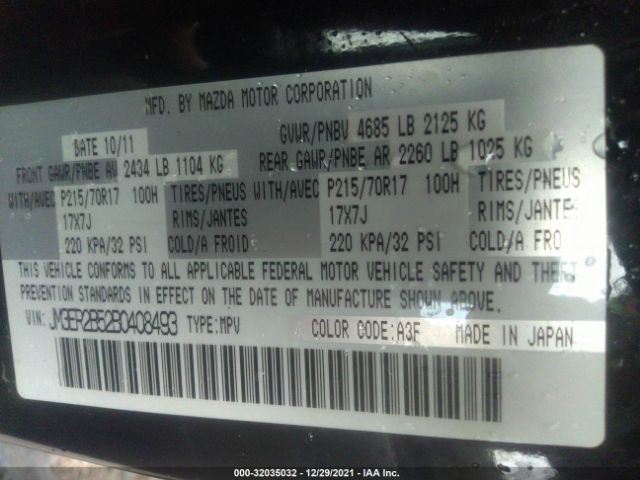 MFD. BY MAZDA MOTOR CORPORATION
DATE 10/11 GVWR/PNBV 4685 LB 2125 KG
FRONT GAWR/PNBE AV 2434 LB 1104 KG REAR GAWR/PNBE AR 2260 LB 1025 KG
WITH/AVEC P215/70R17 100H TIRES/PNEUS WITH/AVEC P215/70R17 100H TIRES/PNEUS
17X7J RIMS/JANTES 17X7J RIMS/JANTES
220 KPA/32 PSI COLD/A FROID 220 KPA/32 PSI COLD/A FRO
THIS VEHICLE CONFORMS TO ALL APPLICABLE FEDERAL MOTOR VEHICLE SAFETY AND THEFT
PREVENTION STANDARDS IN EFFECT ON THE DATE OF MANUFACTURE SHOWN ABOVE.
VIN: JM3ER2B52B0408493 TYPE:MPV COLOR CODE:A3F MADE IN JAPAN
000-32035032 - 12/29/2021 - IAA Inc.